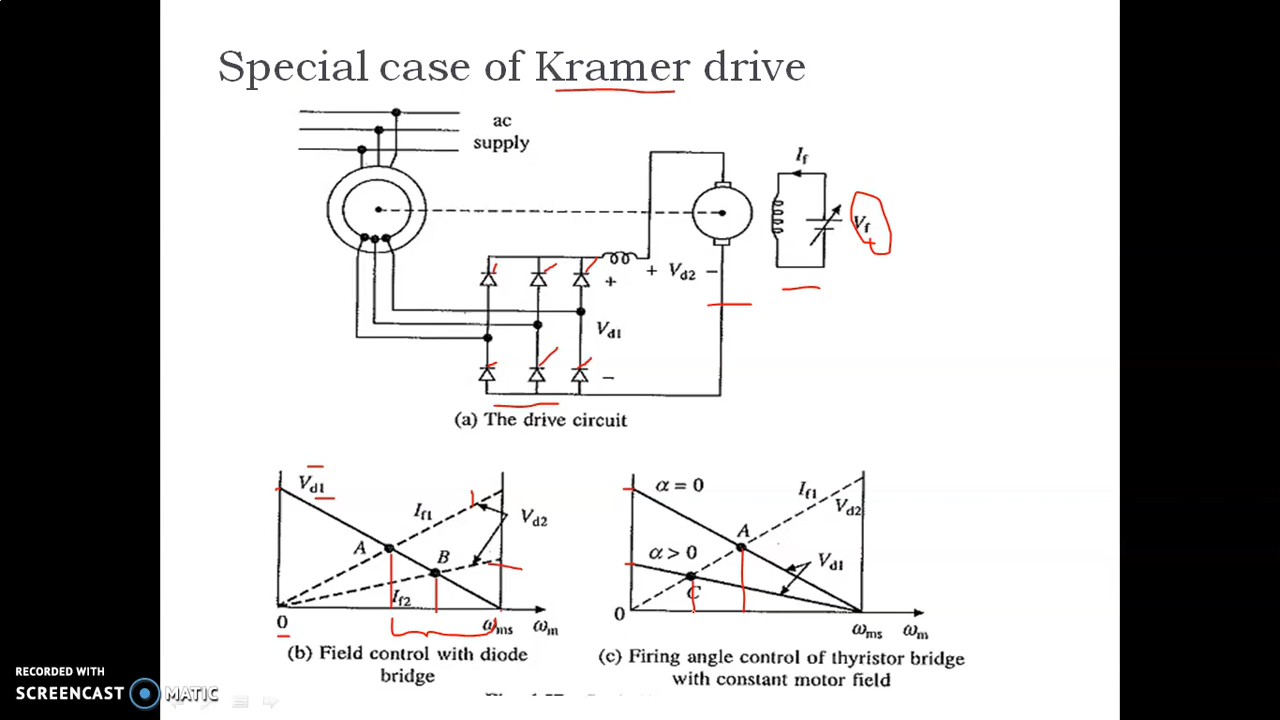 Special case of Kramer drive
ac
supply
If
Vf
+ Vd2 −
+
Vd1
−
(a) The drive circuit
Vd1
If1
Vd2
A
B
If2
0
ωms ωm
(b) Field control with diode
bridge
α = 0
If1
Vd2
A
α > 0
Vd1
C
0
ωms ωm
(c) Firing angle control of thyristor bridge
with constant motor field
RECORDED WITH
SCREENCAST MATIC